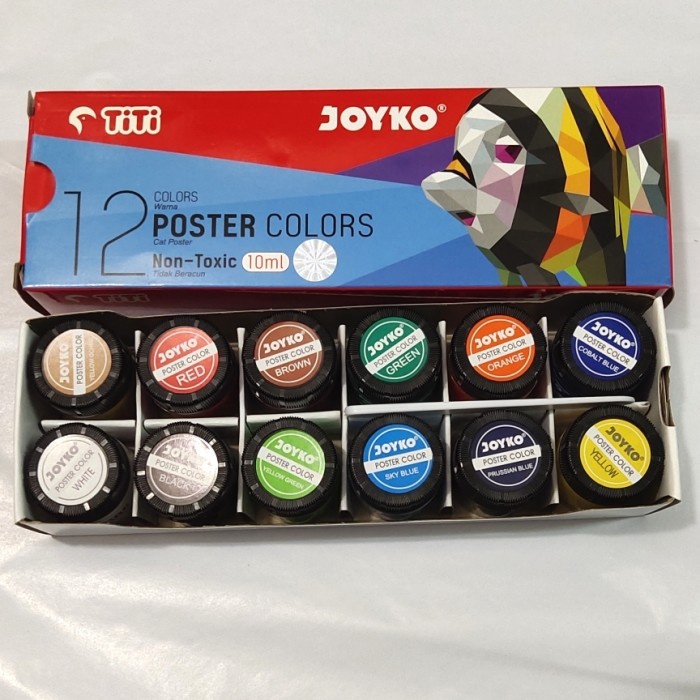 TiTi
JOYKO®
12
COLORS
Warna
POSTER COLORS
Cat Poster
Non-Toxic 10ml
Tidak Beracun
JOYKO
POSTER COLOR
YELLOW OCHRE
JOYKO
POSTER COLOR
RED
JOYKO
POSTER COLOR
BROWN
JOYKO
POSTER COLOR
GREEN
JOYKO
POSTER COLOR
ORANGE
JOYKO
POSTER COLOR
COBALT BLUE
JOYKO
POSTER COLOR
WHITE
JOYKO
POSTER COLOR
BLACK
JOYKO
POSTER COLOR
YELLOW GREEN
JOYKO
POSTER COLOR
SKY BLUE
JOYKO
POSTER COLOR
PRUSSIAN BLUE
JOYKO
POSTER COLOR
YELLOW